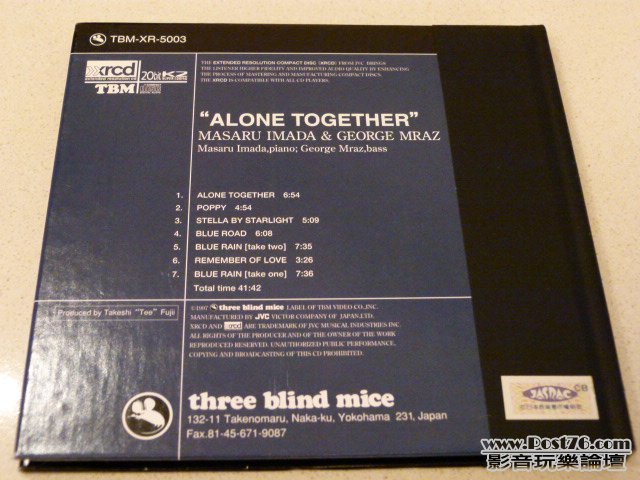 TBM-XR-5003
xrcd
extended resolution cd
20bit K2
TBM
THE EXTENDED RESOLUTION COMPACT DISC [XRCD] FROM JVC BRINGS
THE LISTENER HIGHER FIDELITY AND IMPROVED AUDIO QUALITY BY ENHANCING
THE PROCESS OF MASTERING AND MANUFACTURING COMPACT DISCS.
THE XRCD IS COMPATIBLE WITH ALL CD PLAYERS.
"ALONE TOGETHER"
MASARU IMADA & GEORGE MRAZ
Masaru Imada,piano; George Mraz,bass
1. ALONE TOGETHER 6:54
2. POPPY 4:54
3. STELLA BY STARLIGHT 5:09
4. BLUE ROAD 6:08
5. BLUE RAIN [take two] 7:35
6. REMEMBER OF LOVE 3:26
7. BLUE RAIN [take one] 7:36
Total time 41:42
Produced by Takeshi "Tee" Fujii
©1997 three blind mice LABEL OF TBM VIDEO CO.,INC.
MANUFACTURED BY JVC VICTOR COMPANY OF JAPAN,LTD.
XRCD AND xrcd ARE TRADEMARK OF JVC MUSICAL INDUSTRIES INC.
ALL RIGHTS OF THE PRODUCER AND OF THE OWNER OF THE WORK
REPRODUCED RESERVED. UNAUTHORIZED PUBLIC PERFORMANCE,
COPYING AND BROADCASTING OF THIS CD PROHIBITED.
three blind mice
132-11 Takenomaru, Naka-ku, Yokohama 231, Japan
Fax.81-45-671-9087
JASRAC
CB
www.Post76.com
影音玩樂論壇